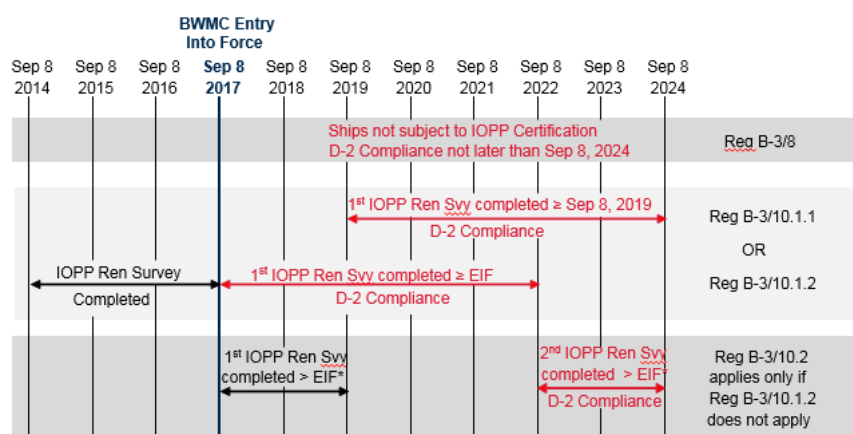 BWMC Entry
Into Force
Sep 8 Sep 8 Sep 8 Sep 8 Sep 8 Sep 8 Sep 8 Sep 8 Sep 8 Sep 8 Sep 8
2014 2015 2016 2017 2018 2019 2020 2021 2022 2023 2024
Ships not subject to IOPP Certification
D-2 Compliance not later than Sep 8, 2024
Reg B-3/8
1st IOPP Ren Svy completed ≥ Sep 8, 2019
D-2 Compliance
Reg B-3/10.1.1
OR
IOPP Ren Survey
Completed
1st IOPP Ren Svy completed ≥ EIF
D-2 Compliance
Reg B-3/10.1.2
1st IOPP Ren Svy
completed > EIF*
2nd IOPP Ren Svy
completed > EIF*
D-2 Compliance
Reg B-3/10.2
applies only if
Reg B-3/10.1.2
does not apply